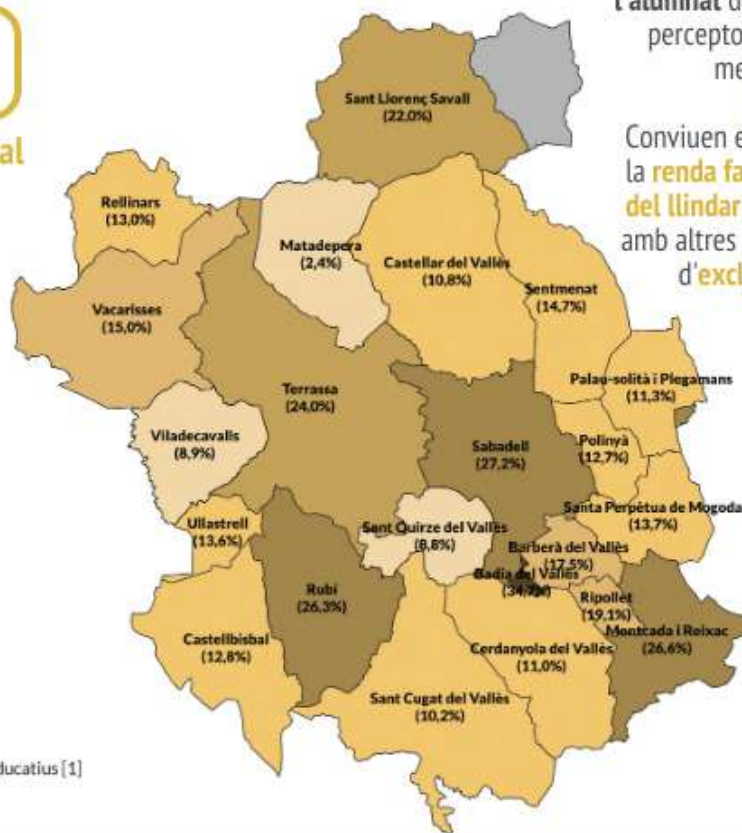 l'alumnat
percepto
me
Conviuen e
la renda fa
del llindar
amb altres
d'excl
al
Sant Llorenç Savall
(22,0%)
Rellinars
(13,0%)
Matadepera
(2,4%)
Castellar del Vallès
(10,8%)
Sentmenat
(14,7%)
Vacarisses
(15,0%)
Palau-solità i Plegamans
(11,3%)
Terrassa
(24,0%)
Viladecavalls
(8,9%)
Sabadell
(27,2%)
Polinyà
(12,7%)
Santa Perpètua de Mogoda
(13,7%)
Ullastrell
(13,6%)
Sant Quirze del Vallès
(8,8%)
Barberà del Vallès
(17,5%)
Badia del Vallès
Rubí
(26,3%)
Ripollet
(19,1%)
Montcada i Reixac
(26,6%)
Castellbisbal
(12,8%)
Cerdanyola del Vallès
(11,0%)
Sant Cugat del Vallès
(10,2%)
ducatius [1]